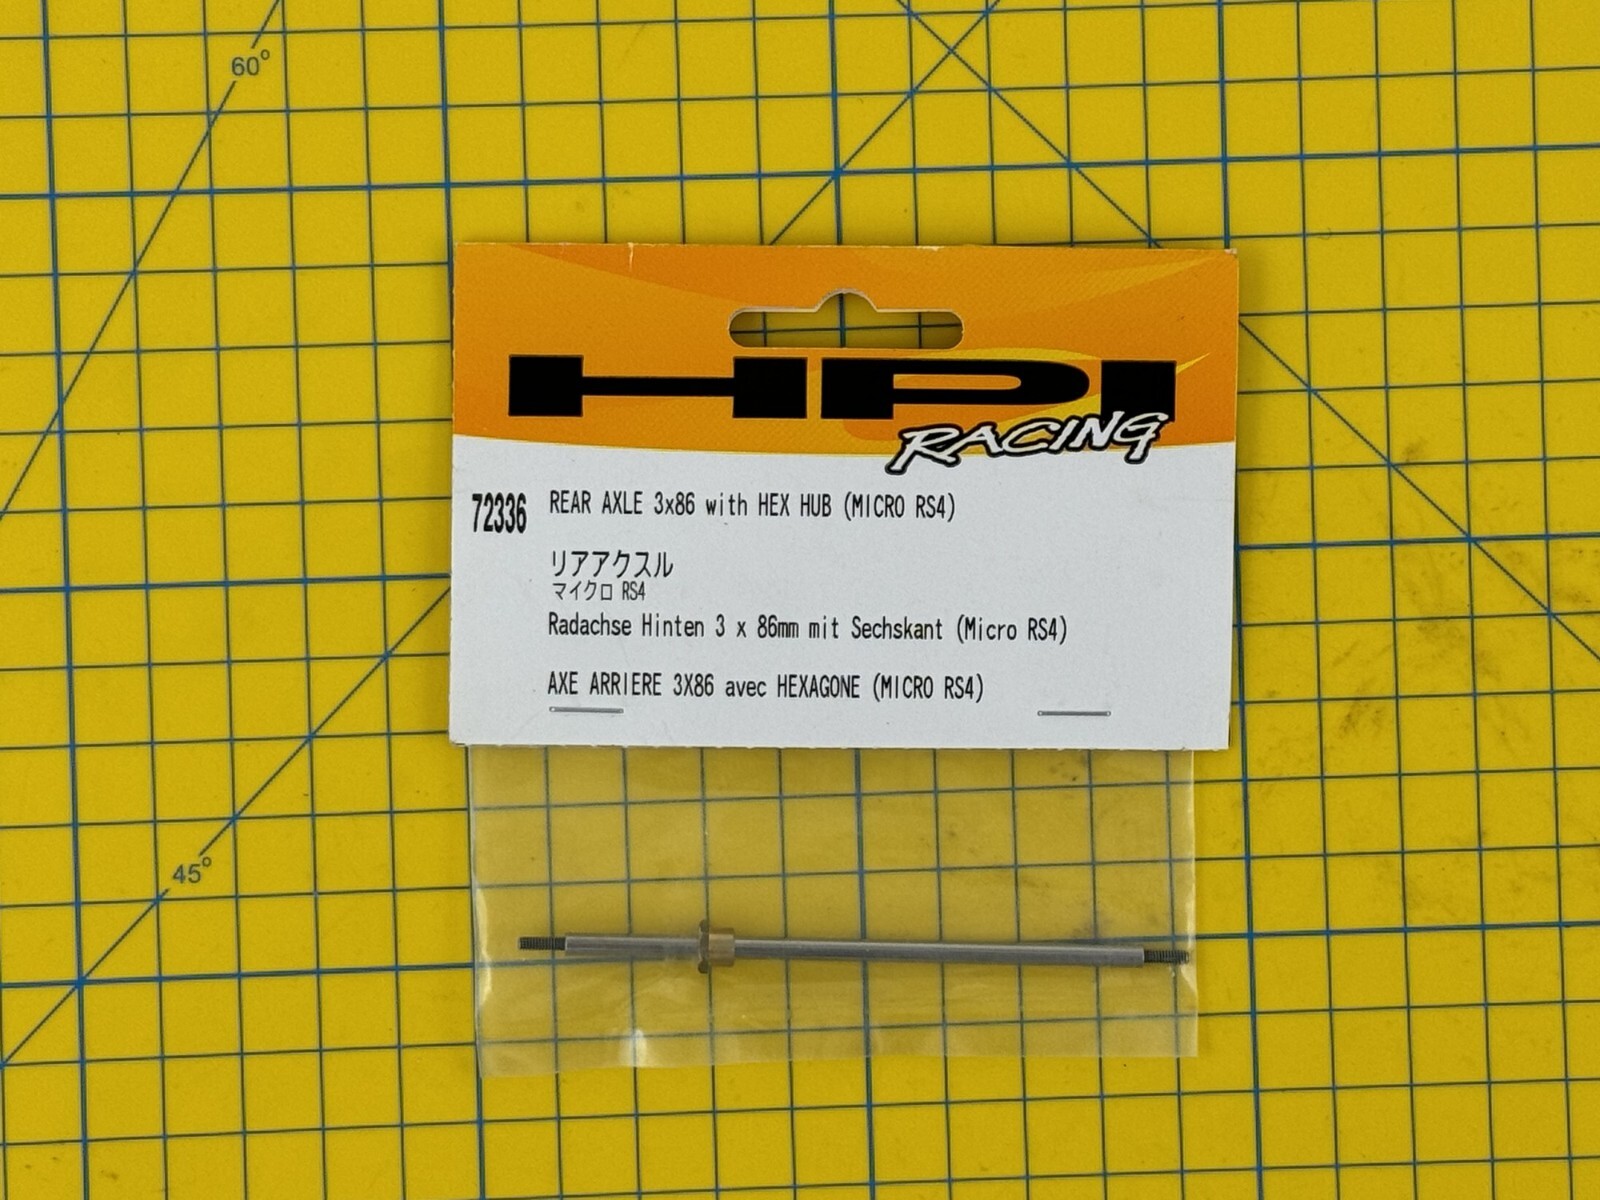 60°
HPI
RACING
72336 REAR AXLE 3x86 with HEX HUB (MICRO RS4)
リアアクスル
マイクロ RS4
Radachse Hinten 3 x 86mm mit Sechskant (Micro RS4)
AXE ARRIERE 3X86 avec HEXAGONE (MICRO RS4)
45°